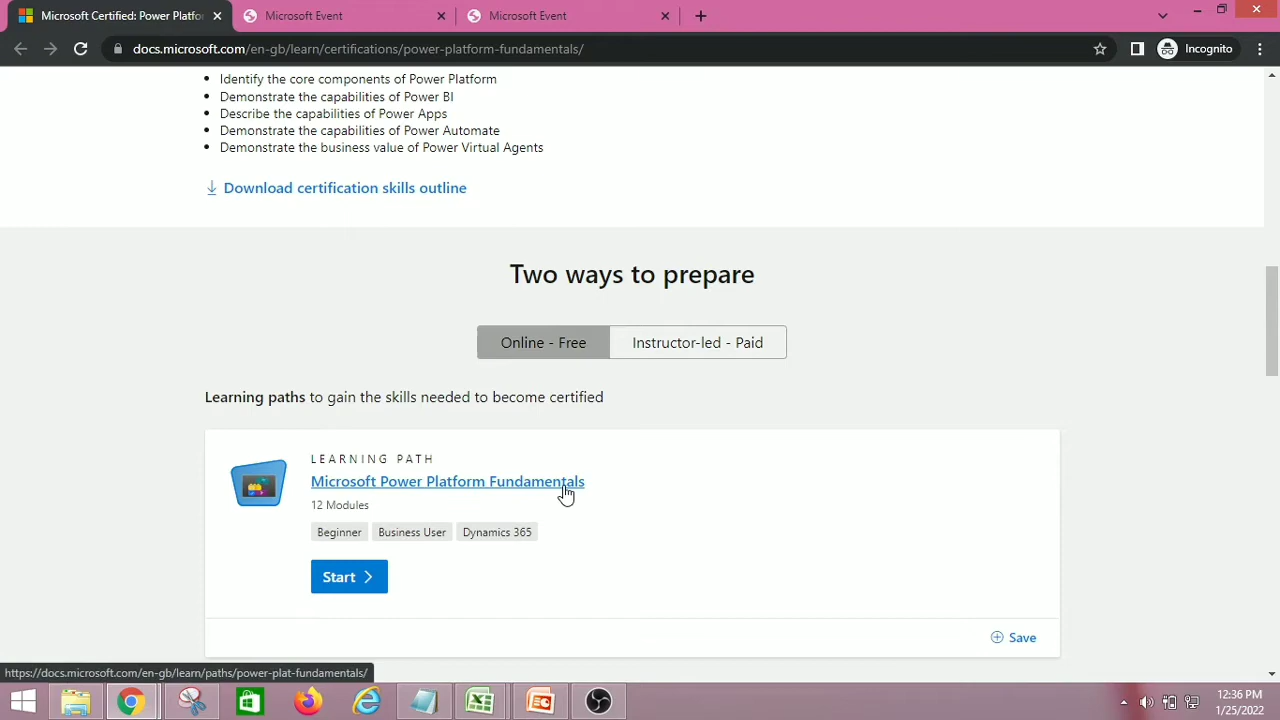 Microsoft Certified: Power Platfo
Microsoft Event
Microsoft Event
docs.microsoft.com/en-gb/learn/certifications/power-platform-fundamentals/
Incognito
Identify the core components of Power Platform
Demonstrate the capabilities of Power BI
Describe the capabilities of Power Apps
Demonstrate the capabilities of Power Automate
Demonstrate the business value of Power Virtual Agents
Download certification skills outline
Two ways to prepare
Online - Free
Instructor-led - Paid
Learning paths to gain the skills needed to become certified
LEARNING PATH
Microsoft Power Platform Fundamentals
12 Modules
Beginner
Business User
Dynamics 365
Start
Save
https://docs.microsoft.com/en-gb/learn/paths/power-plat-fundamentals/
12:36 PM
1/25/2022